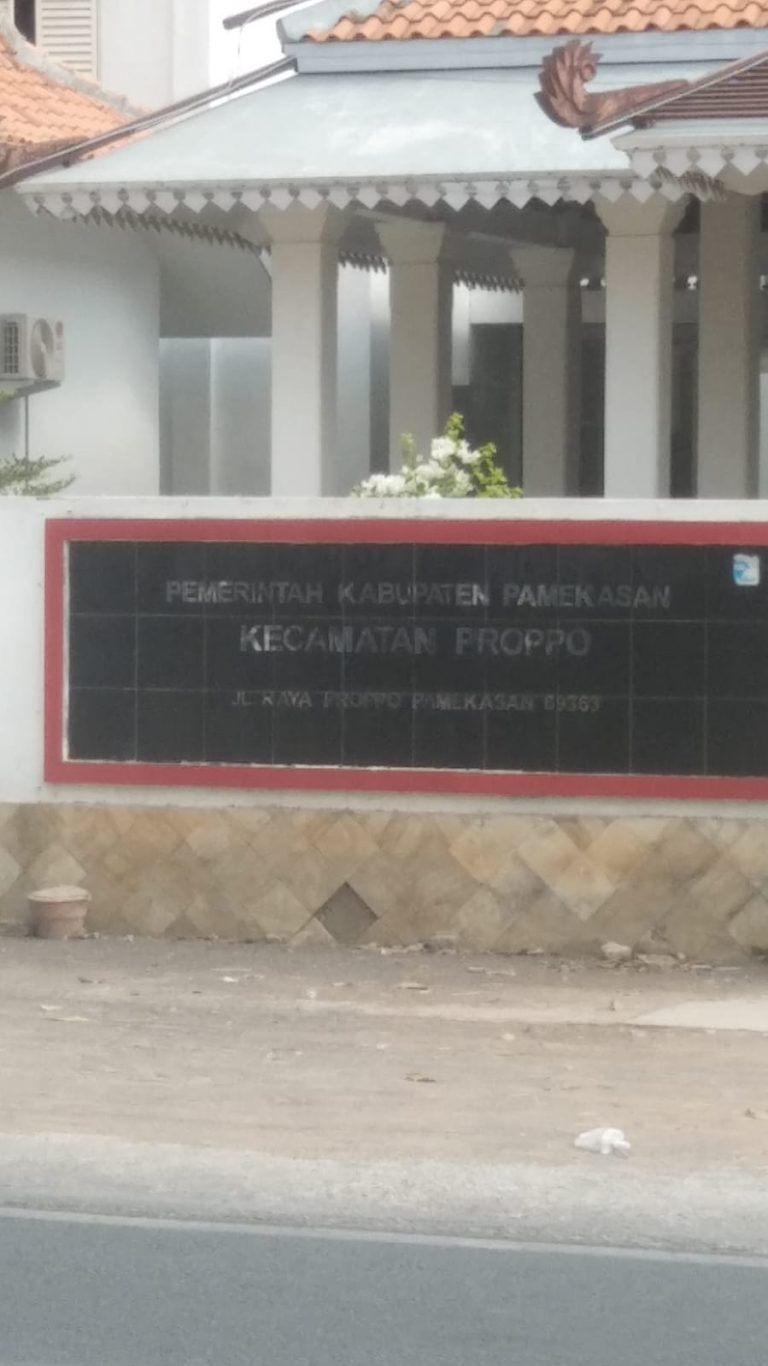 PEMERINTAH KABUPATEN PAMEKASAN
KECAMATAN PROPPO
JL. RAYA PROPPO PAMEKASAN 69363